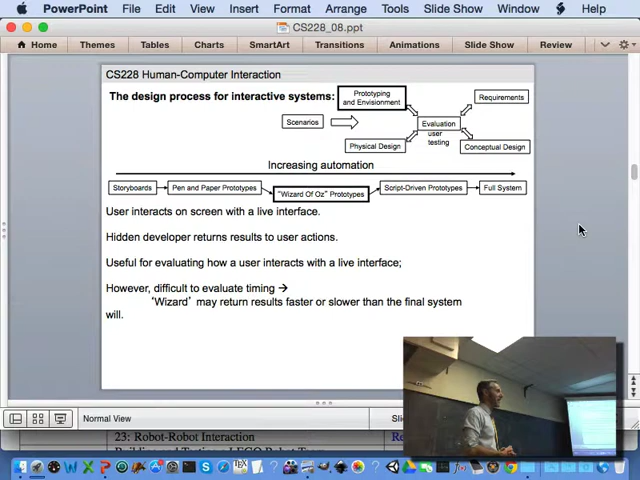 PowerPoint File Edit View Insert Format Arrange Tools Slide Show Window Help
CS228_08.ppt
Home Themes Tables Charts SmartArt Transitions Animations Slide Show Review
CS228 Human-Computer Interaction
The design process for interactive systems:
Prototyping
and Envisionment
Requirements
Scenarios
Evaluation
user
testing
Physical Design
Conceptual Design
Increasing automation
Storyboards
Pen and Paper Prototypes
"Wizard Of Oz" Prototypes
Script-Driven Prototypes
Full System
User interacts on screen with a live interface.
Hidden developer returns results to user actions.
Useful for evaluating how a user interacts with a live interface;
However, difficult to evaluate timing →
‘Wizard’ may return results faster or slower than the final system
will.
Normal View
23: Robot-Robot Interaction